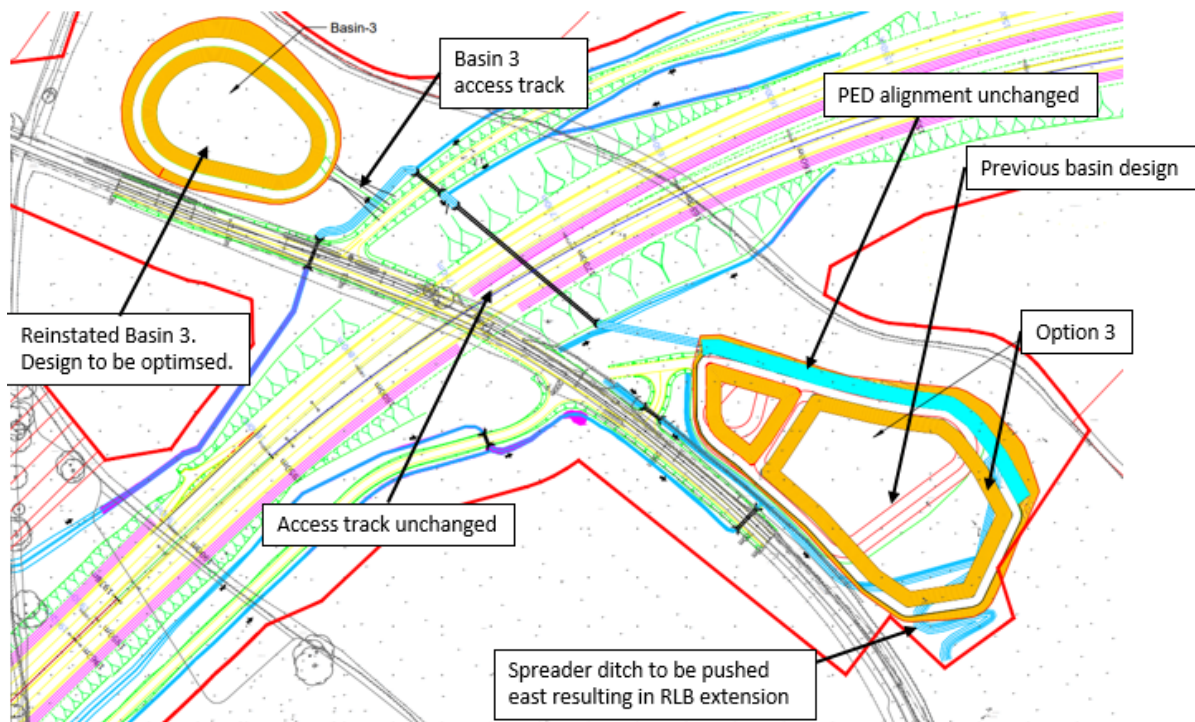 Basin-3
Basin 3
access track
PED alignment unchanged
Previous basin design
Reinstated Basin 3.
Design to be optimsed.
Option 3
Access track unchanged
Spreader ditch to be pushed
east resulting in RLB extension